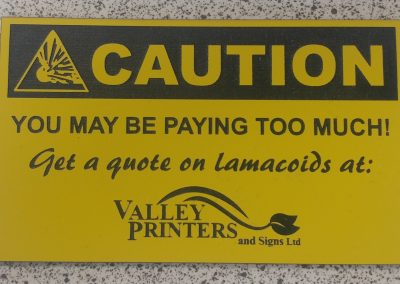 CAUTION
YOU MAY BE PAYING TOO MUCH!
Get a quote on lamacoids at:
VALLEY
PRINTERS
and Signs Ltd